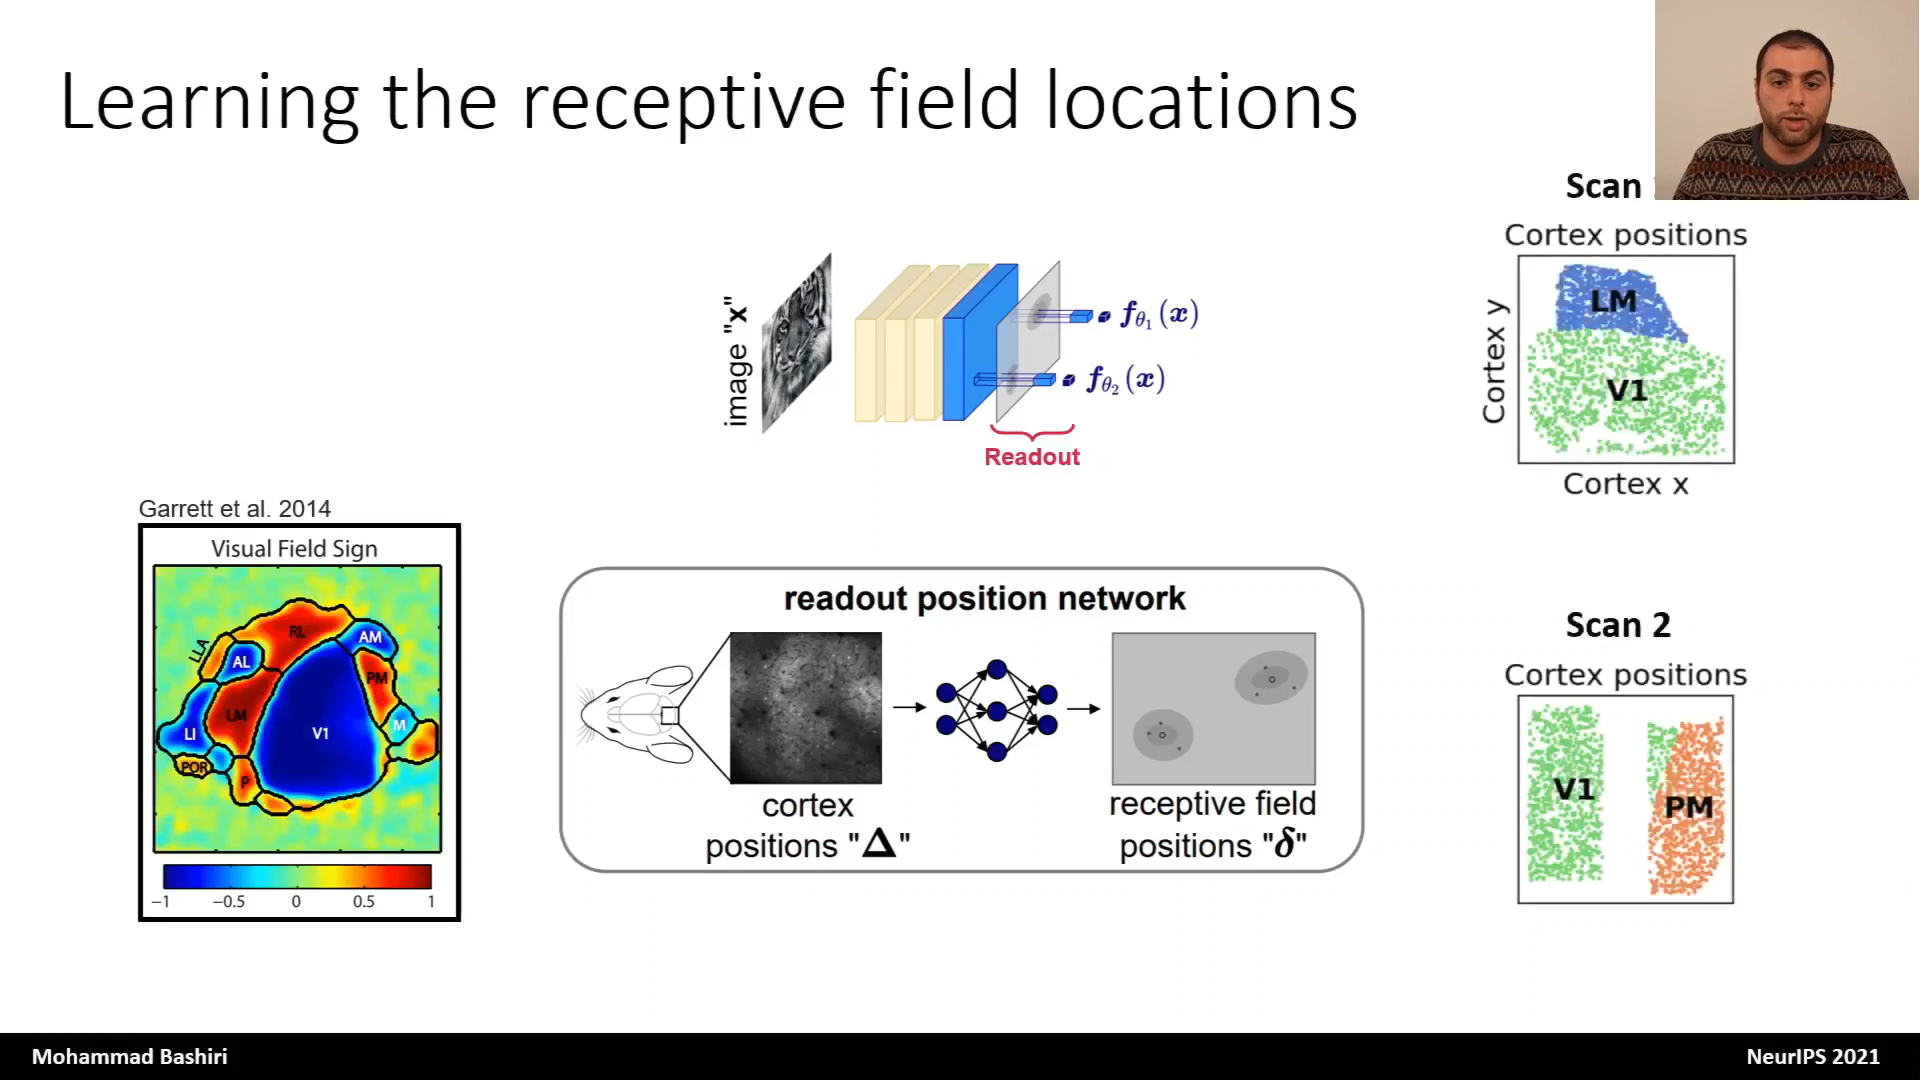 Learning the receptive field locations
Scan
Cortex positions
LM
V1
Cortex y
Cortex x
image "x"
fθ1(x)
fθ2(x)
Readout
Garrett et al. 2014
Visual Field Sign
RL
AM
LLA
AL
PM
LM
LI
V1
M
POR
P
−1 −0.5 0 0.5 1
readout position network
cortex
positions "Δ"
receptive field
positions "δ"
Scan 2
Cortex positions
V1
PM
Mohammad Bashiri
NeurIPS 2021